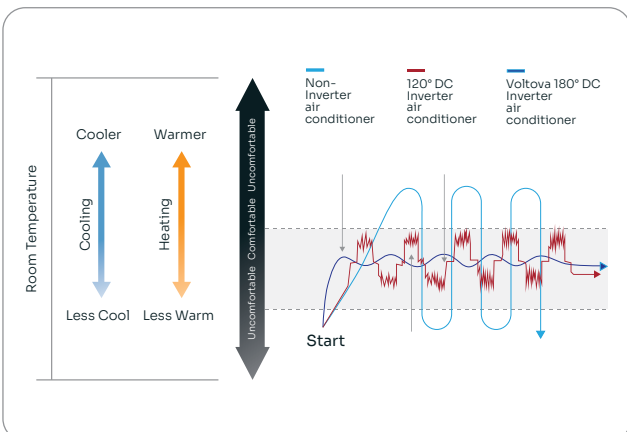 Room Temperature
Cooler
Warmer
Cooling
Heating
Less Cool
Less Warm
Uncomfortable Comfortable Uncomfortable
Non-
Inverter
air
conditioner
120° DC
Inverter
air
conditioner
Voltova 180° DC
Inverter
air
conditioner
Start